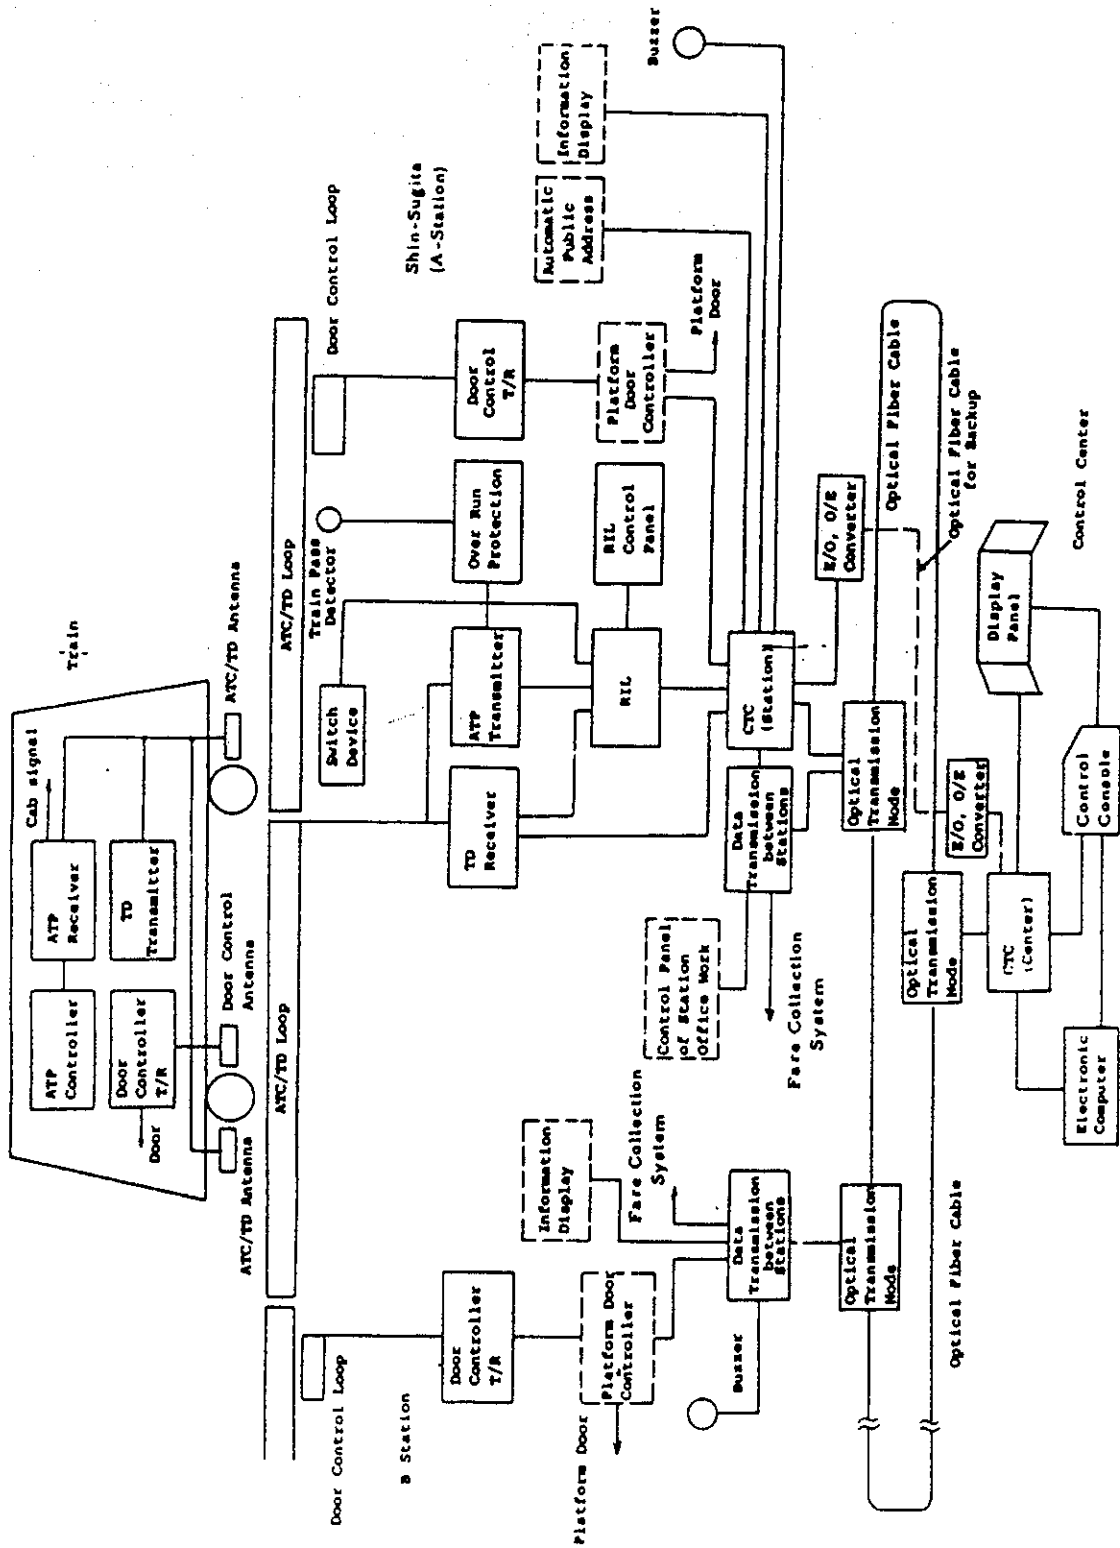 Train
Cab signal
ATP
Receiver
TD
Transmitter
ATP
Controller
Door
Controller
T/R
Door
Door Control
Antenna
ATC/TD Antenna
ATC/TD Antenna
ATC/TD Loop
ATC/TD Loop
Door Control Loop
B Station
Door
Controller
T/R
Platform Door
Controller
Platform Door
Information
Display
Fare Collection
System
Data
Transmission
between
Stations
Buzzer
Optical
Transmission
Node
Optical Fiber Cable
Door Control Loop
Shin-Sugita
(A-Station)
Train Pass
Detector
Switch
Device
TD
Receiver
ATP
Transmitter
Over Run
Protection
Door
Control
T/R
RIL
RIL
Control
Panel
Platform
Door
Controller
Platform
Door
Automatic
Public
Address
Information
Display
Buzzer
Control Panel
of Station
Office Work
Fare Collection
System
Data
Transmission
between
Stations
CTC
(Station)
E/O, O/E
Converter
Optical
Transmission
Node
Optical Fiber Cable
Optical Fiber Cable
for Backup
Optical
Transmission
Node
E/O, O/E
Converter
CTC
(Center)
Electronic
Computer
Control
Console
Display
Panel
Control Center